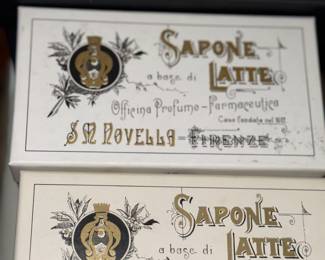 SAPONE
a base di LATTE
Officina Profumo-Farmaceutica
Casa fondata nel 1612
S.M. NOVELLA - FIRENZE
SAPONE
a base di LATTE